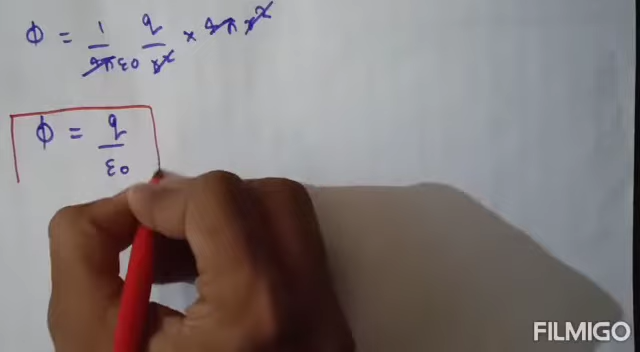 ϕ = 1/4πε0 q/r² × 4πr²
ϕ = q/ε0
FILMIGO